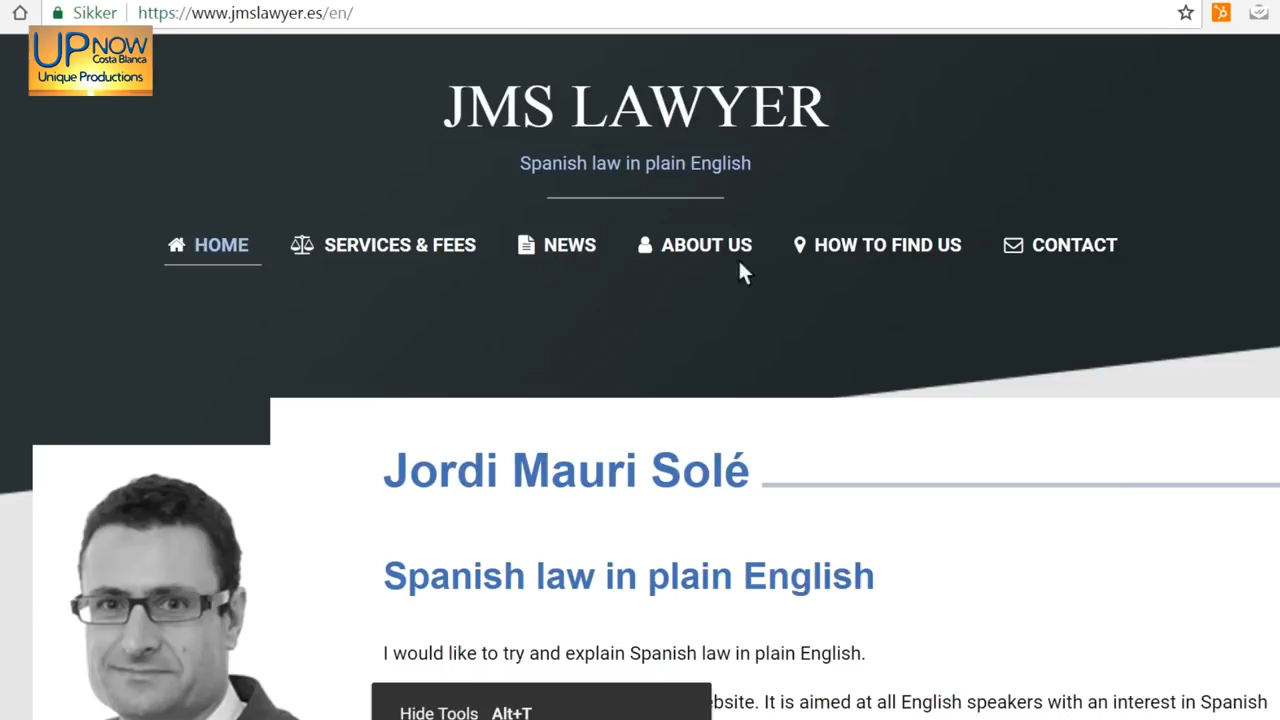 Sikker
https://www.jmslawyer.es/en/
UPNOW
Costa Blanca
Unique Productions
JMS LAWYER
Spanish law in plain English
HOME
SERVICES & FEES
NEWS
ABOUT US
HOW TO FIND US
CONTACT
Jordi Mauri Solé
Spanish law in plain English
I would like to try and explain Spanish law in plain English.
Hide Tools Alt+T
It is aimed at all English speakers with an interest in Spanish